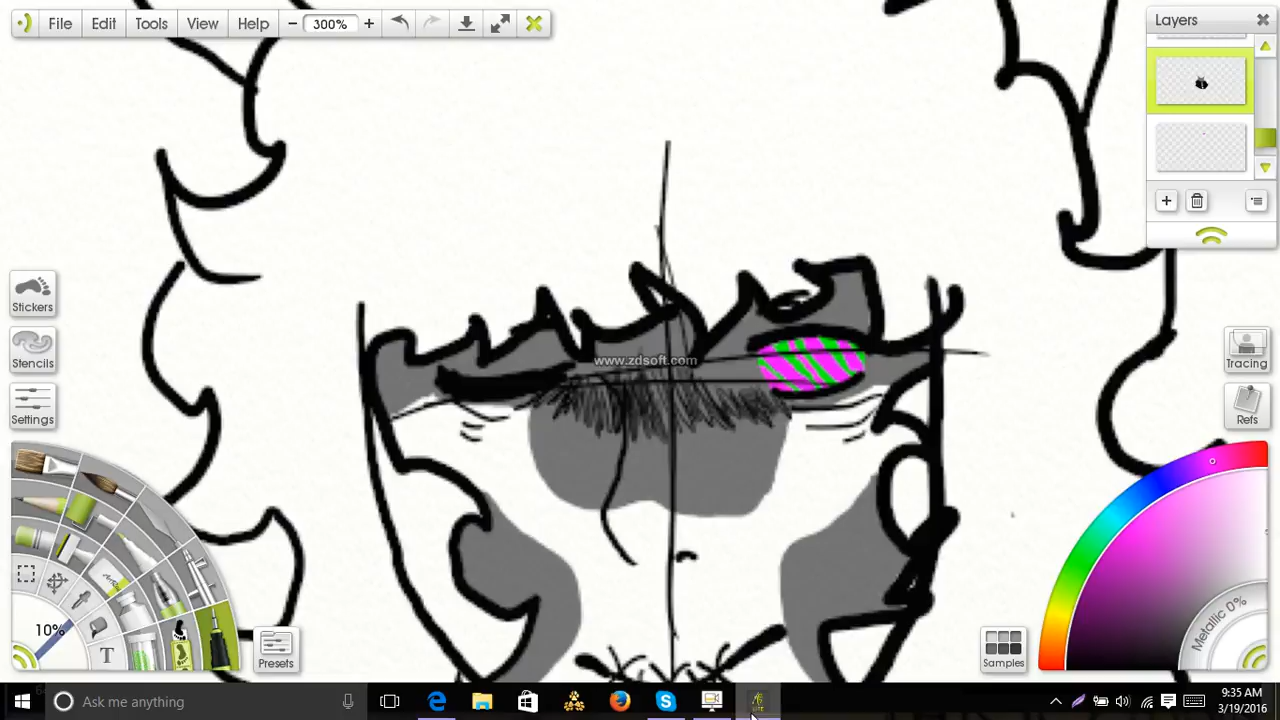 File Edit Tools View Help
300%
Layers
Stickers
Stencils
Settings
www.zdsoft.com
Tracing
Refs
10%
T
Presets
Samples
Metallic 0%
Ask me anything
9:35 AM
3/19/2016